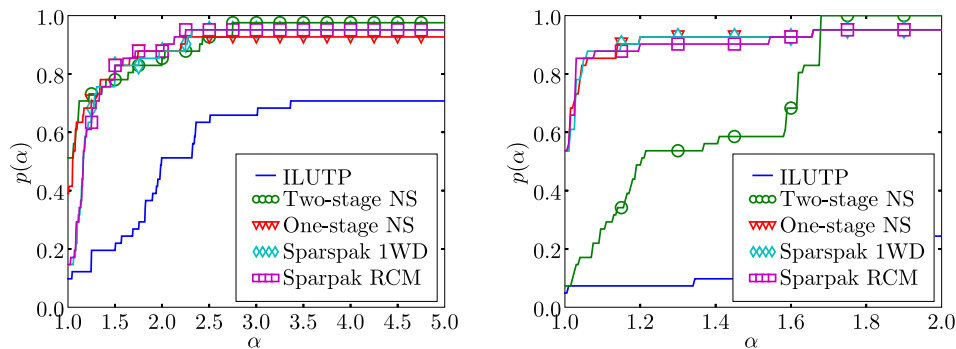 1.0
0.8
0.6
0.4
0.2
0.0
p(α)
1.0 1.5 2.0 2.5 3.0 3.5 4.0 4.5 5.0
α
ILUTP
Two-stage NS
One-stage NS
Sparspak 1WD
Sparpak RCM
1.0
0.8
0.6
0.4
0.2
0.0
p(α)
1.0 1.2 1.4 1.6 1.8 2.0
α
ILUTP
Two-stage NS
One-stage NS
Sparspak 1WD
Sparpak RCM